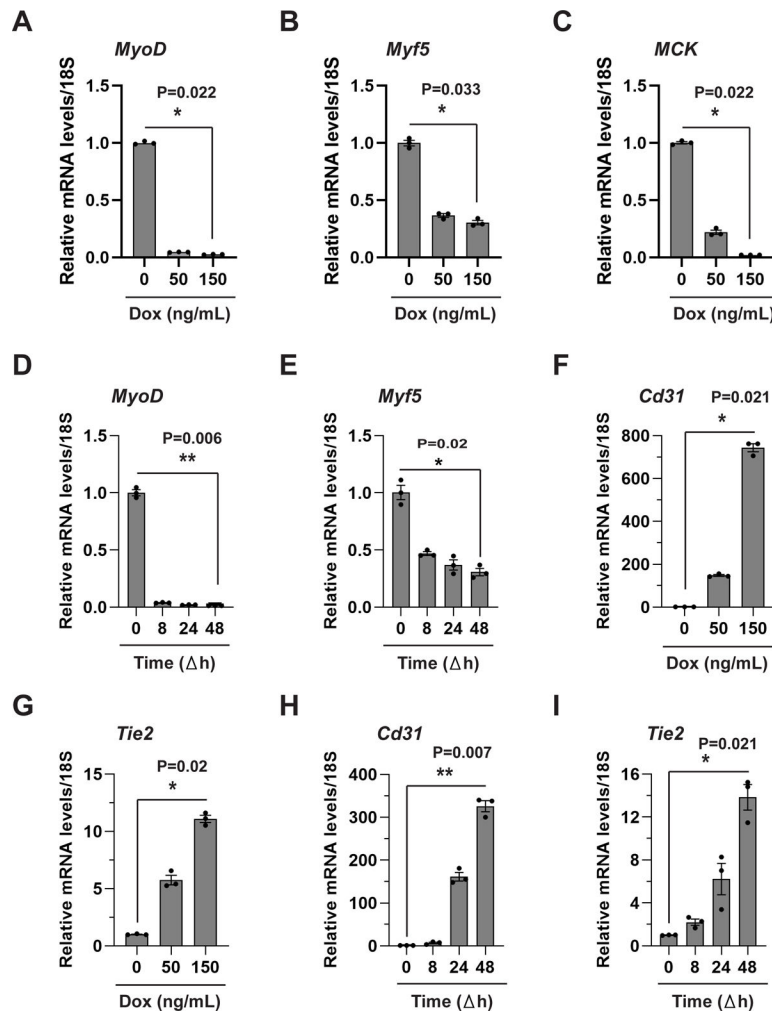 A
MyoD
Relative mRNA levels/18S
1.5
1.0
0.5
0.0
P=0.022
*
0 50 150
Dox (ng/mL)
B
Myf5
Relative mRNA levels/18S
1.5
1.0
0.5
0.0
P=0.033
*
0 50 150
Dox (ng/mL)
C
MCK
Relative mRNA levels/18S
1.5
1.0
0.5
0.0
P=0.022
*
0 50 150
Dox (ng/mL)
D
MyoD
Relative mRNA levels/18S
1.5
1.0
0.5
0.0
P=0.006
**
0 8 24 48
Time (Δh)
E
Myf5
Relative mRNA levels/18S
1.5
1.0
0.5
0.0
P=0.02
*
0 8 24 48
Time (Δh)
F
Cd31
Relative mRNA levels/18S
800
600
400
200
0
P=0.021
*
0 50 150
Dox (ng/mL)
G
Tie2
Relative mRNA levels/18S
15
10
5
0
P=0.02
*
0 50 150
Dox (ng/mL)
H
Cd31
Relative mRNA levels/18S
400
300
200
100
0
P=0.007
**
0 8 24 48
Time (Δh)
I
Tie2
Relative mRNA levels/18S
16
12
8
4
0
P=0.021
*
0 8 24 48
Time (Δh)